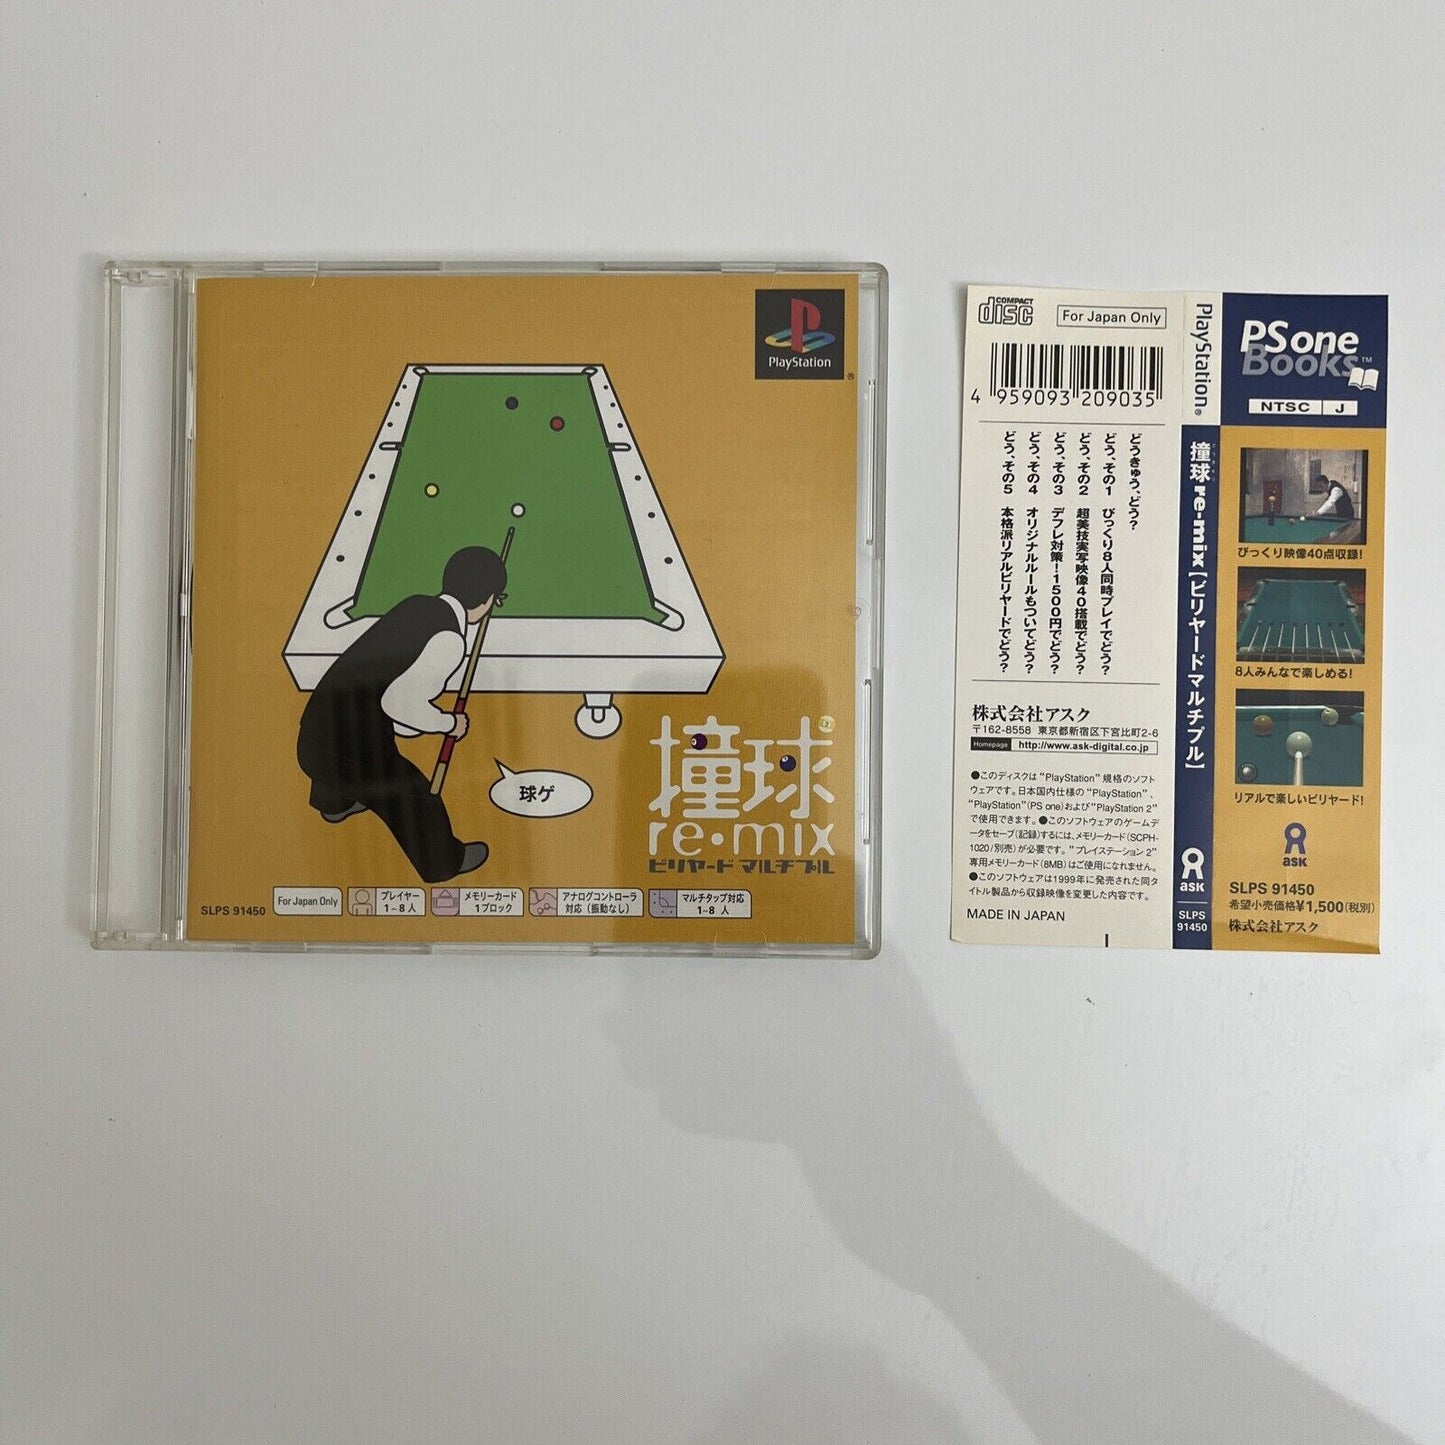 PlayStation
®
球ゲ
撞球
re・mix
ビリヤード マルチプル
SLPS 91450
For Japan Only
プレイヤー
1~8人
メモリーカード
1ブロック
アナログコントローラ
対応(振動なし)
マルチタップ対応
1~8人
COMPACT
disc
For Japan Only
4 959093 209035
どうきゅう、どう?
どう、その1 びっくり8人同時プレイでどう?
どう、その2 超美技実写映像40搭載でどう?
どう、その3 デフレ対策!1500円でどう?
どう、その4 オリジナルルールもついてどう?
どう、その5 本格派リアルビリヤードでどう?
株式会社アスク
〒162-8558 東京都新宿区下宮比町2-6
Homepage http://www.ask-digital.co.jp
●このディスクは"PlayStation"規格のソフト
ウェアです。日本国内仕様の"PlayStation"、
"PlayStation"(PS one)および"PlayStation 2"
で使用できます。●このソフトウェアのゲームデ
ータをセーブ(記録)するには、メモリーカード(SCPH-
1020/別売)が必要です。"プレイステーション 2"
専用メモリーカード(8MB)はご使用になれません。
●このソフトウェアは1999年に発売された同タ
イトル製品から収録映像を変更した内容です。
MADE IN JAPAN
PlayStation®
撞球re・mix【ビリヤードマルチプル】
ASK
SLPS
91450
PS one
Books™
NTSC J
びっくり映像40点収録!
8人みんなで楽しめる!
リアルで楽しいビリヤード!
ASK
SLPS 91450
希望小売価格¥1,500(税別)
株式会社アスク